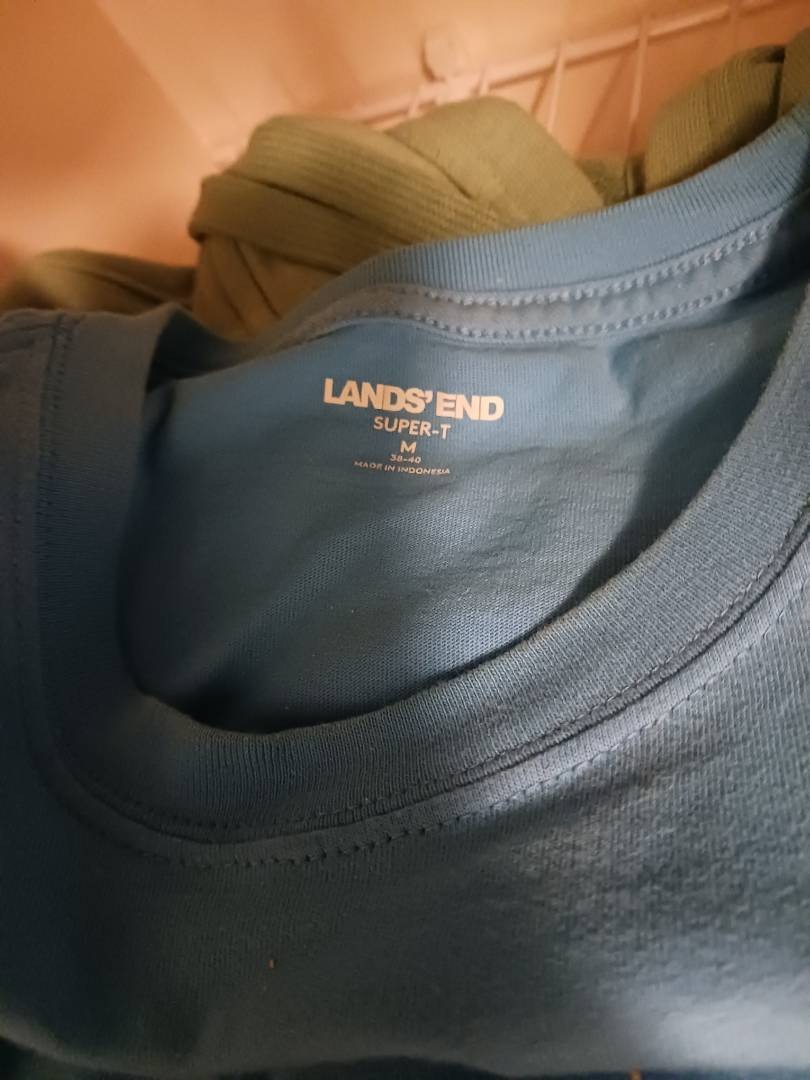 LANDS' END
SUPER-T
M
38-40
MADE IN INDONESIA